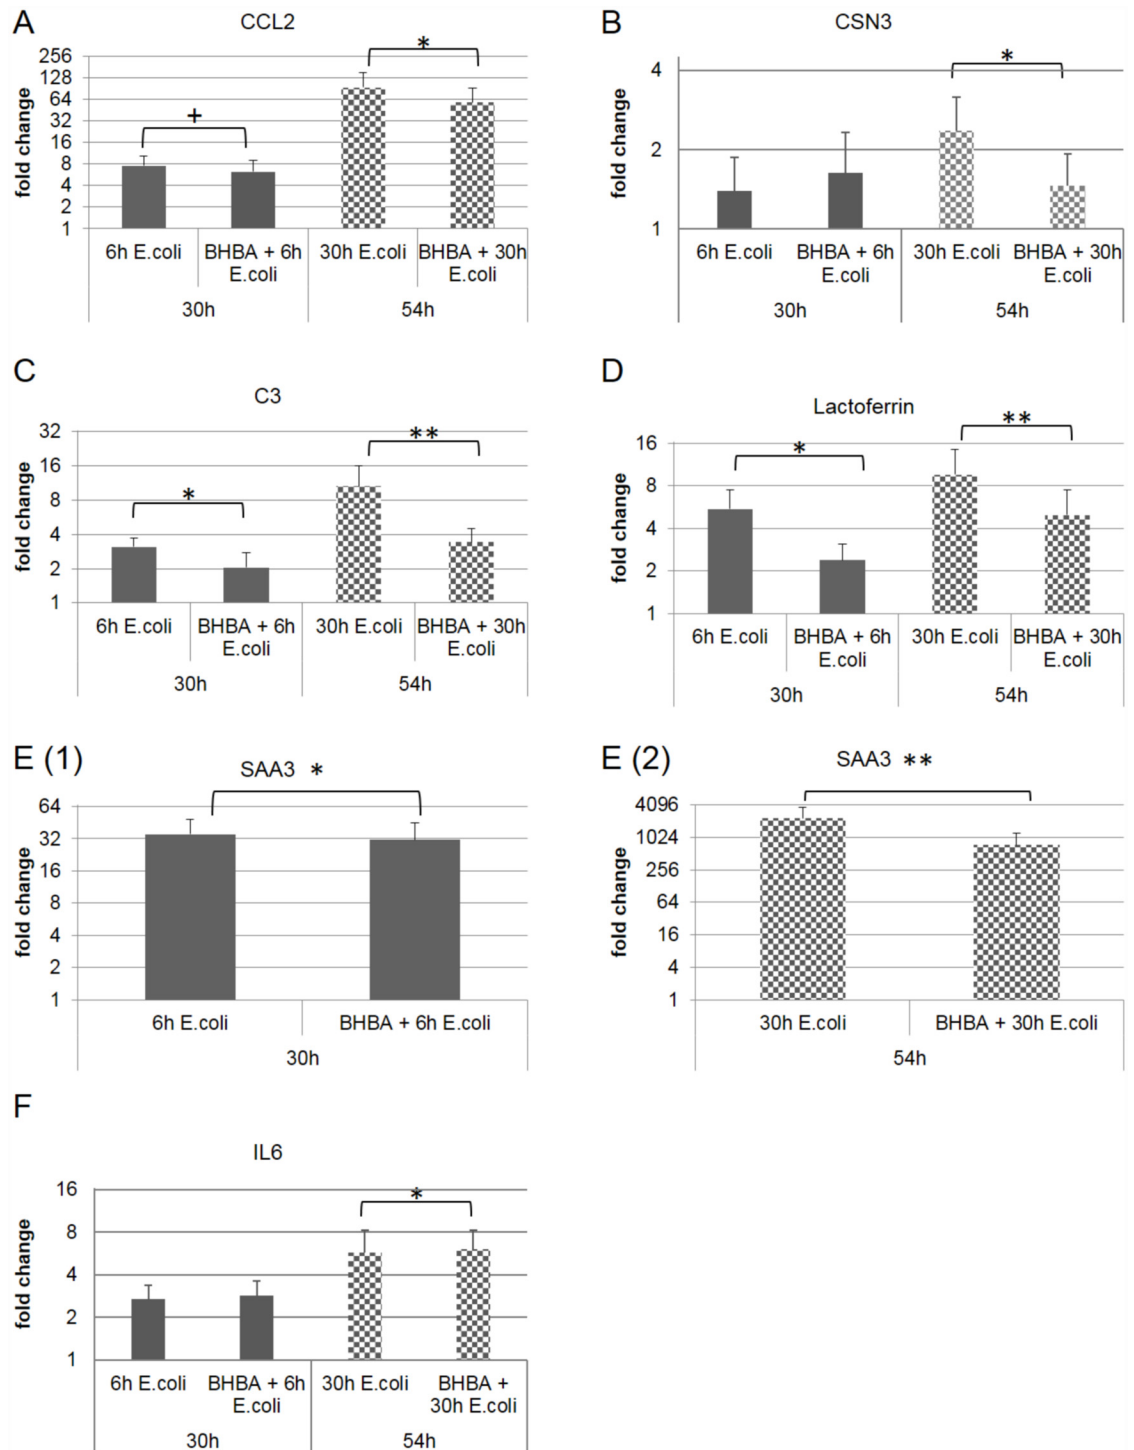 A
CCL2
*
+
fold change
256
128
64
32
16
8
4
2
1
6h E.coli
BHBA + 6h
E.coli
30h E.coli
BHBA + 30h
E.coli
30h
54h
B
CSN3
*
fold change
4
2
1
6h E.coli
BHBA + 6h
E.coli
30h E.coli
BHBA + 30h
E.coli
30h
54h
C
C3
**
*
fold change
32
16
8
4
2
1
6h E.coli
BHBA + 6h
E.coli
30h E.coli
BHBA + 30h
E.coli
30h
54h
D
Lactoferrin
**
*
fold change
16
8
4
2
1
6h E.coli
BHBA + 6h
E.coli
30h E.coli
BHBA + 30h
E.coli
30h
54h
E (1)
SAA3 *
fold change
64
32
16
8
4
2
1
6h E.coli
BHBA + 6h E.coli
30h
E (2)
SAA3 **
fold change
4096
1024
256
64
16
4
1
30h E.coli
BHBA + 30h E.coli
54h
F
IL6
*
fold change
16
8
4
2
1
6h E.coli
BHBA + 6h
E.coli
30h E.coli
BHBA +
30h E.coli
30h
54h